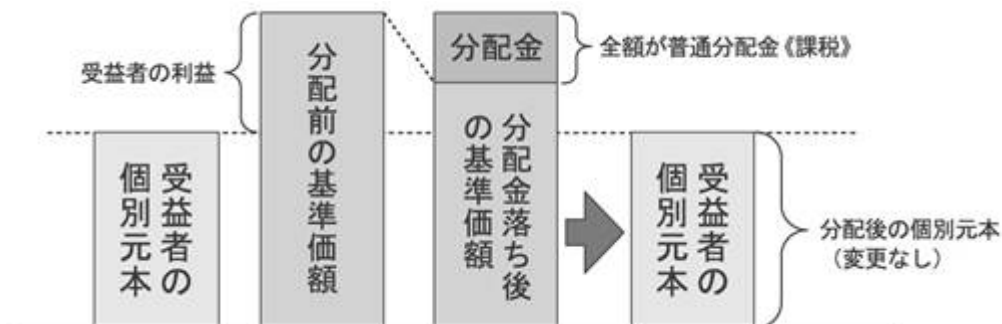 受益者の利益
受益者の
個別元本
分配前の基準価額
分配金
分配金落ち後
の基準価額
全額が普通分配金《課税》
受益者の
個別元本
分配後の個別元本
（変更なし）